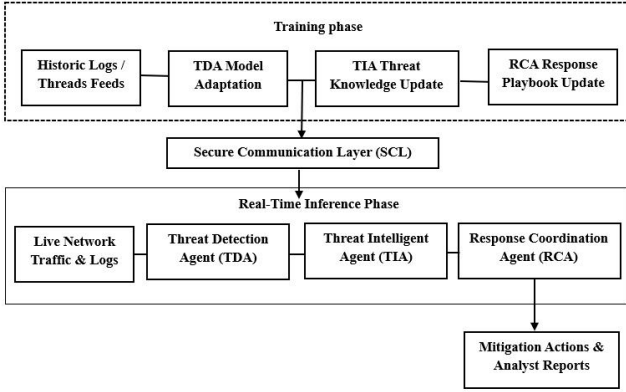 Training phase
Historic Logs /
Threads Feeds
TDA Model
Adaptation
TIA Threat
Knowledge Update
RCA Response
Playbook Update
Secure Communication Layer (SCL)
Real-Time Inference Phase
Live Network
Traffic & Logs
Threat Detection
Agent (TDA)
Threat Intelligent
Agent (TIA)
Response Coordination
Agent (RCA)
Mitigation Actions &
Analyst Reports